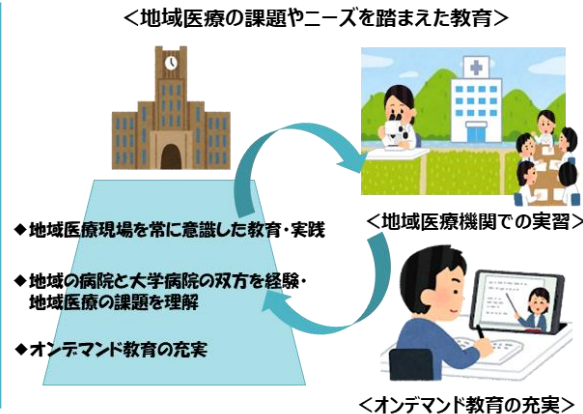 ＜地域医療の課題やニーズを踏まえた教育＞
◆地域医療現場を常に意識した教育・実践
◆地域の病院と大学病院の双方を経験・
地域医療の課題を理解
◆オンデマンド教育の充実
＜地域医療機関での実習＞
＜オンデマンド教育の充実＞